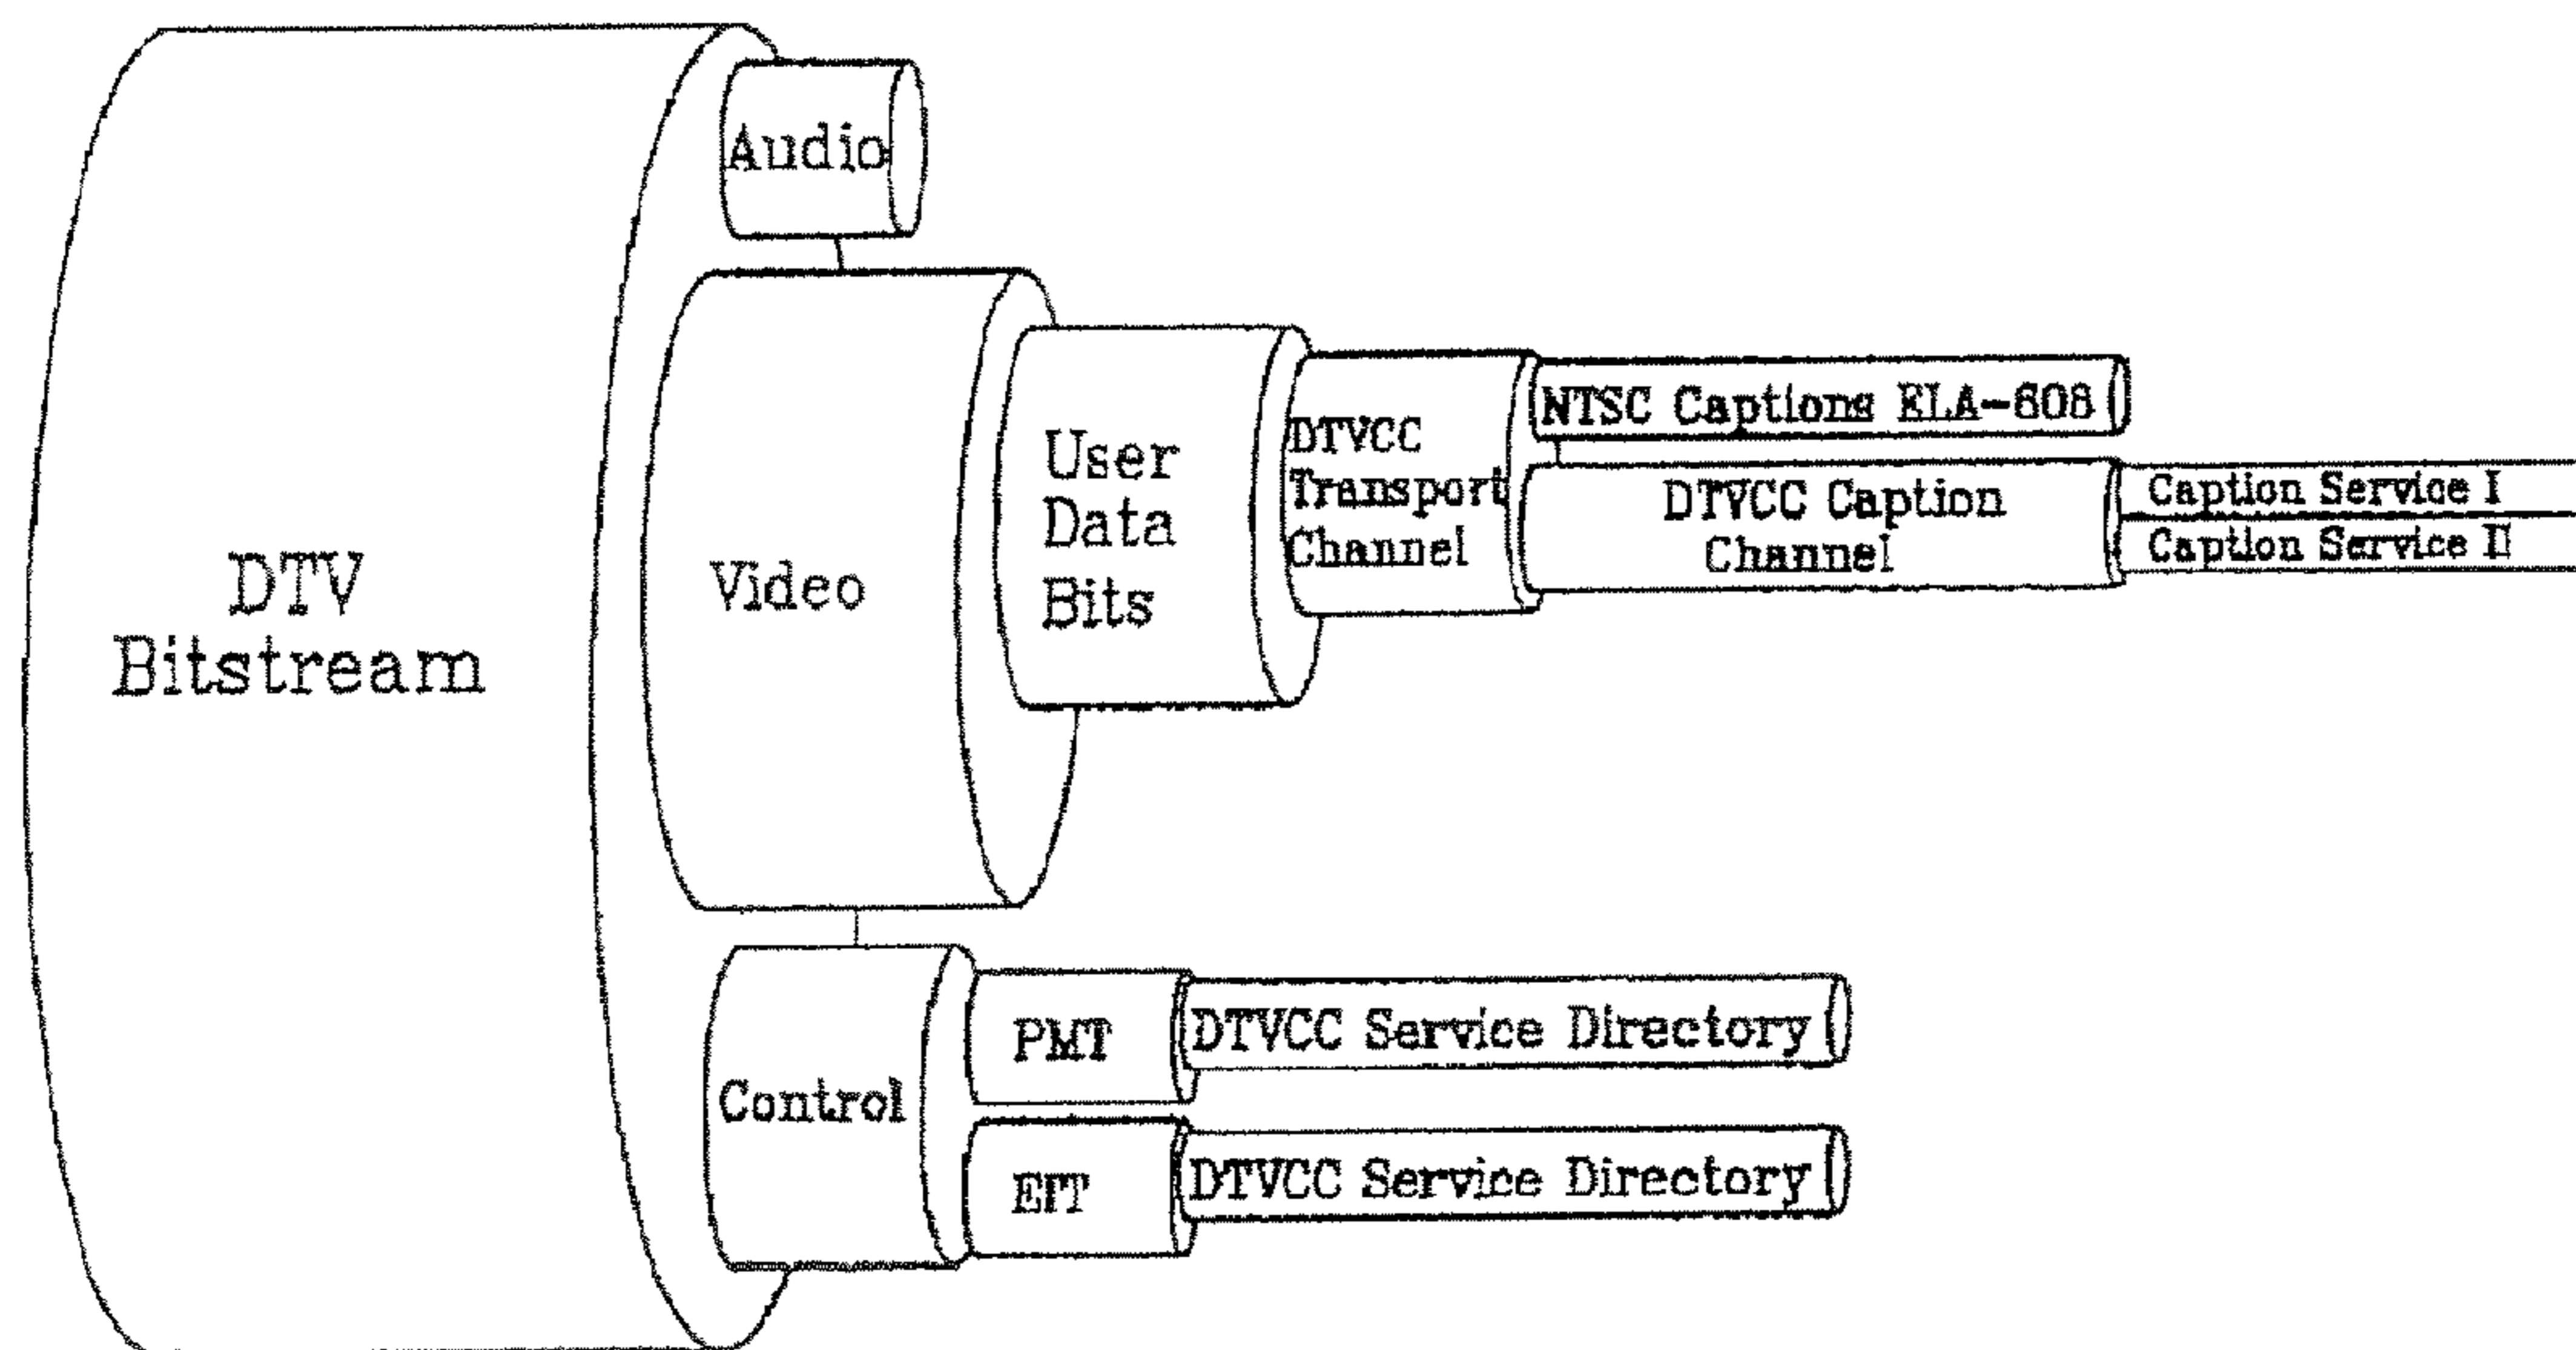 Audio
DTV
Bitstream
Video
User
Data
Bits
DTVCC
Transport
Channel
NTSC Captions ELA-608
DTVCC Caption
Channel
Caption Service I
Caption Service II
Control
PMT
DTVCC Service Directory
EIT
DTVCC Service Directory